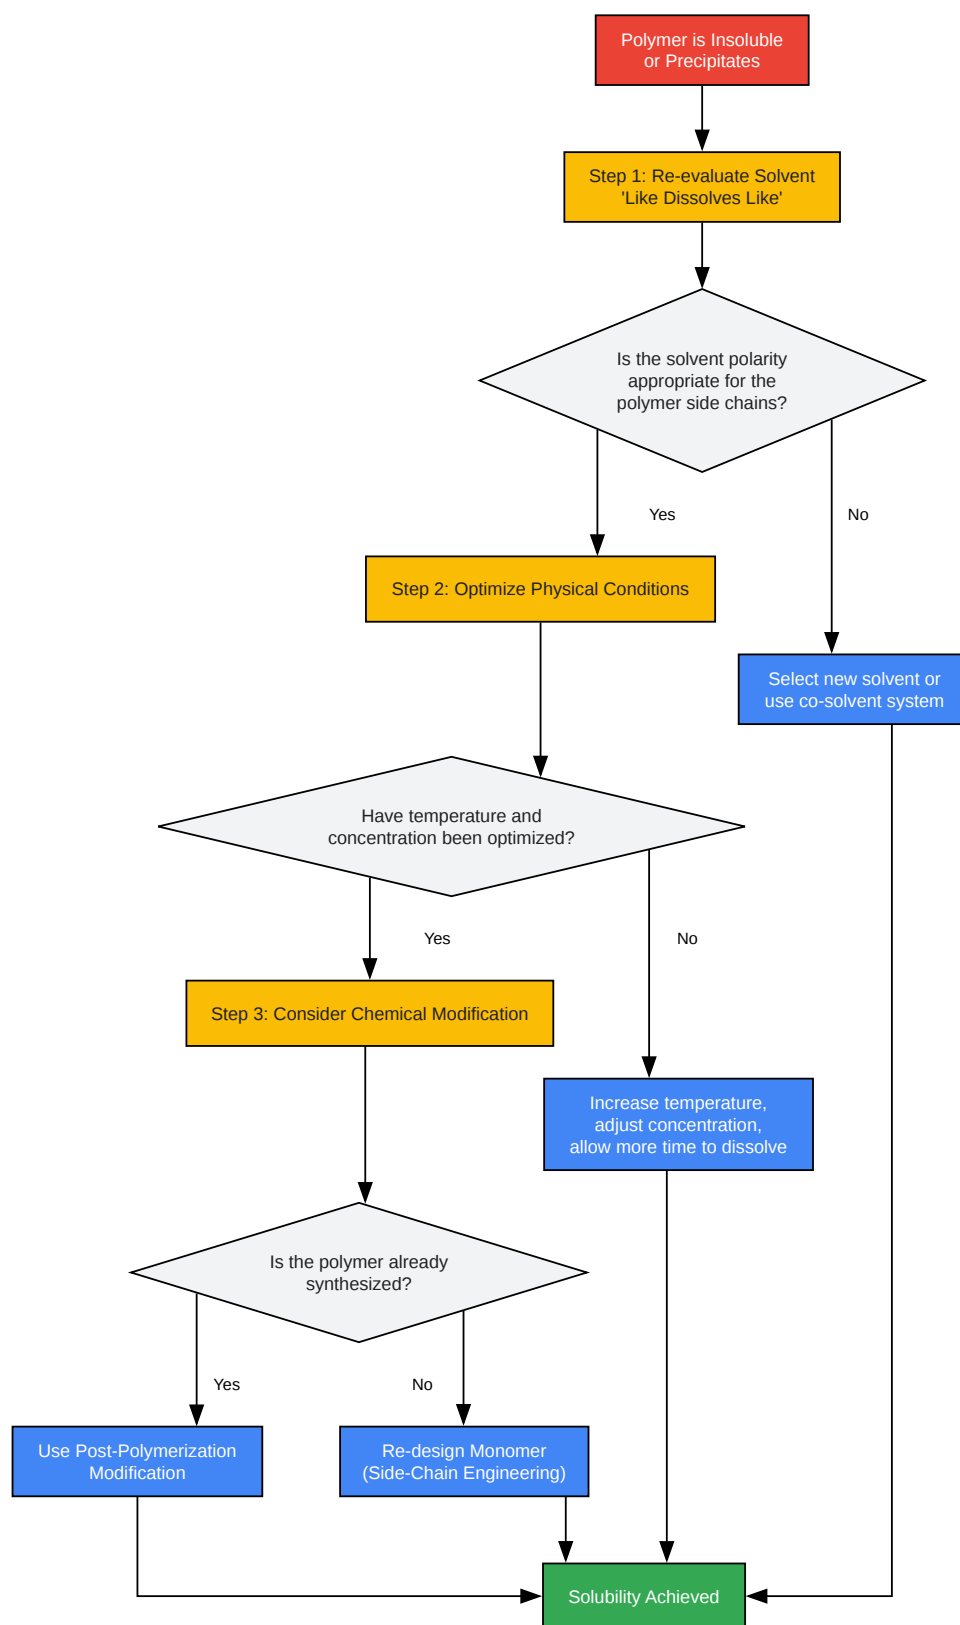 Polymer is Insoluble
or Precipitates
Step 1: Re-evaluate Solvent
'Like Dissolves Like'
Is the solvent polarity
appropriate for the
polymer side chains?
Yes
No
Step 2: Optimize Physical Conditions
Select new solvent or
use co-solvent system
Have temperature and
concentration been optimized?
Yes
No
Step 3: Consider Chemical Modification
Increase temperature,
adjust concentration,
allow more time to dissolve
Is the polymer already
synthesized?
Yes
No
Use Post-Polymerization
Modification
Re-design Monomer
(Side-Chain Engineering)
Solubility Achieved